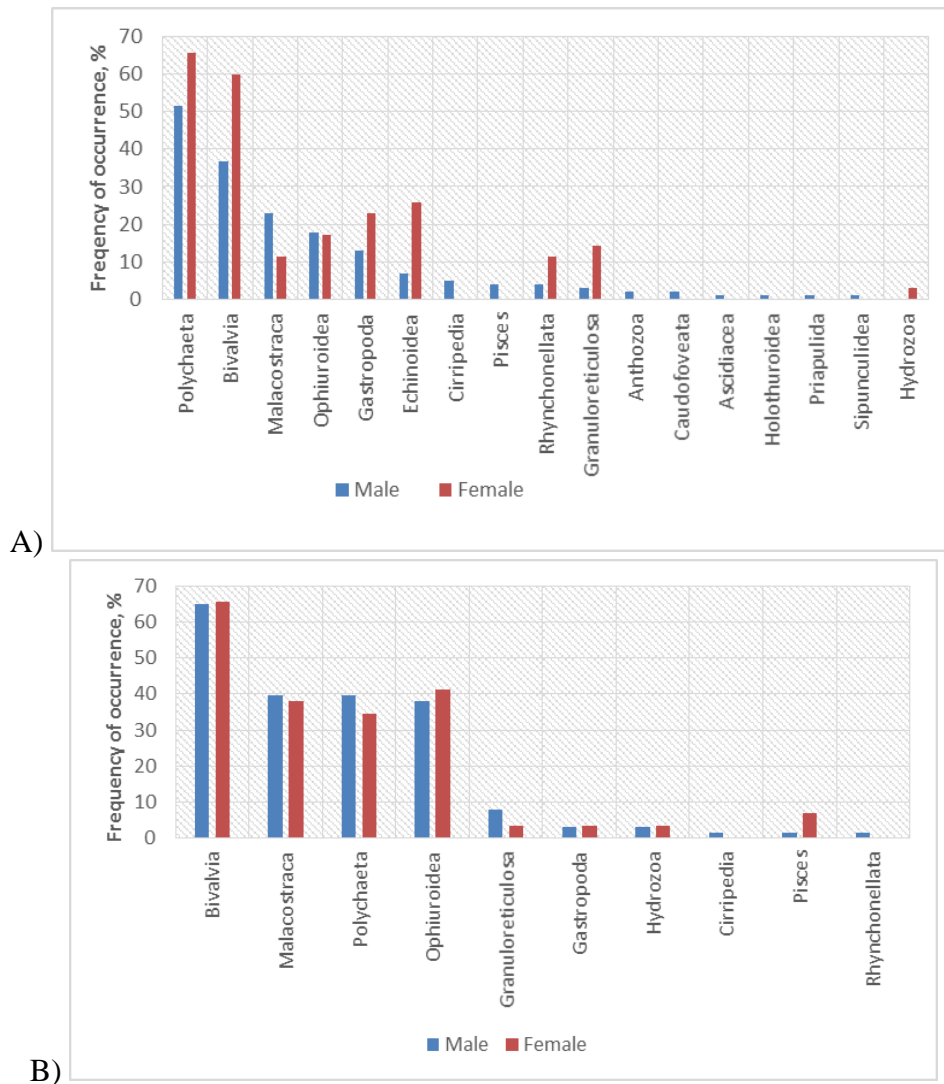 Freqency of occurrence, %
70
60
50
40
30
20
10
0
Polychaeta
Bivalvia
Malacostraca
Ophiuroidea
Gastropoda
Echinoidea
Cirripedia
Pisces
Rhynchonellata
Granuloreticulosa
Anthozoa
Caudofoveata
Ascidiacea
Holothuroidea
Priapulida
Sipunculidea
Hydrozoa
Male Female
A)
Frequency of occurrence, %
70
60
50
40
30
20
10
0
Bivalvia
Malacostraca
Polychaeta
Ophiuroidea
Granuloreticulosa
Gastropoda
Hydrozoa
Cirripedia
Pisces
Rhynchonellata
Male Female
B)